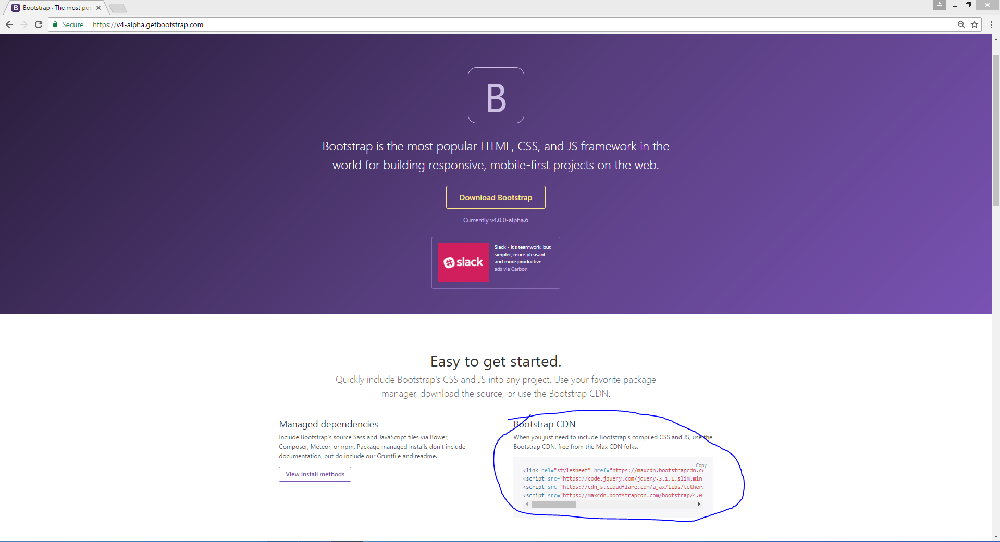 B Bootstrap · The most pop
Secure https://v4-alpha.getbootstrap.com
B
Bootstrap is the most popular HTML, CSS, and JS framework in the
world for building responsive, mobile-first projects on the web.
Download Bootstrap
Currently v4.0.0-alpha.6
slack
Slack - it's teamwork, but
simpler, more pleasant
and more productive.
ads via Carbon
Easy to get started.
Quickly include Bootstrap's CSS and JS into any project. Use your favorite package
manager, download the source, or use the Bootstrap CDN.
Managed dependencies
Include Bootstrap's source Sass and JavaScript files via Bower,
Composer, Meteor, or npm. Package managed installs don't include
documentation, but do include our Gruntfile and readme.
View install methods
Bootstrap CDN
When you just need to include Bootstrap's compiled CSS and JS, use the
Bootstrap CDN, free from the Max CDN folks.
Copy
<link rel="stylesheet" href="https://maxcdn.bootstrapcdn.co
<script src="https://code.jquery.com/jquery-3.1.1.slim.min.
<script src="https://cdnjs.cloudflare.com/ajax/libs/tether/
<script src="https://maxcdn.bootstrapcdn.com/bootstrap/4.0.